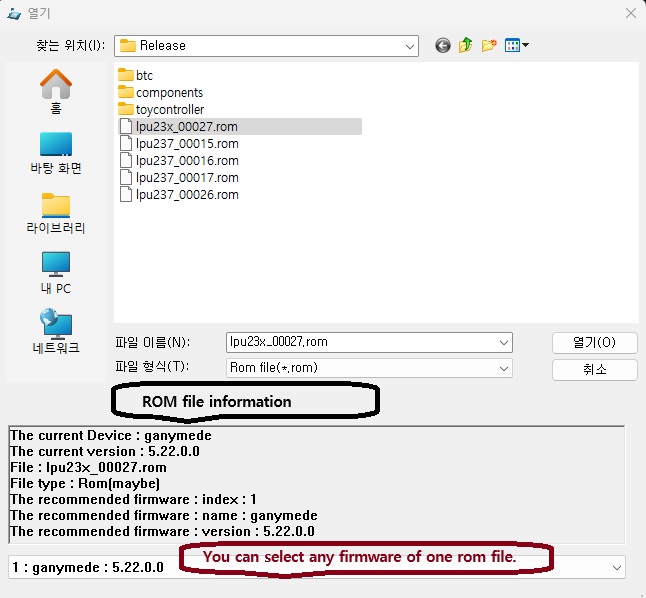 열기
찾는 위치(I):
Release
btc
components
toycontroller
lpu23x_00027.rom
lpu237_00015.rom
lpu237_00016.rom
lpu237_00017.rom
lpu237_00026.rom
홈
바탕 화면
라이브러리
내 PC
네트워크
파일 이름(N):
lpu23x_00027.rom
열기(O)
파일 형식(T):
Rom file(*.rom)
취소
ROM file information
The current Device : ganymede
The current version : 5.22.0.0
File : lpu23x_00027.rom
File type : Rom(maybe)
The recommended firmware : index : 1
The recommended firmware : name : ganymede
The recommended firmware : version : 5.22.0.0
You can select any firmware of one rom file.
1 : ganymede : 5.22.0.0